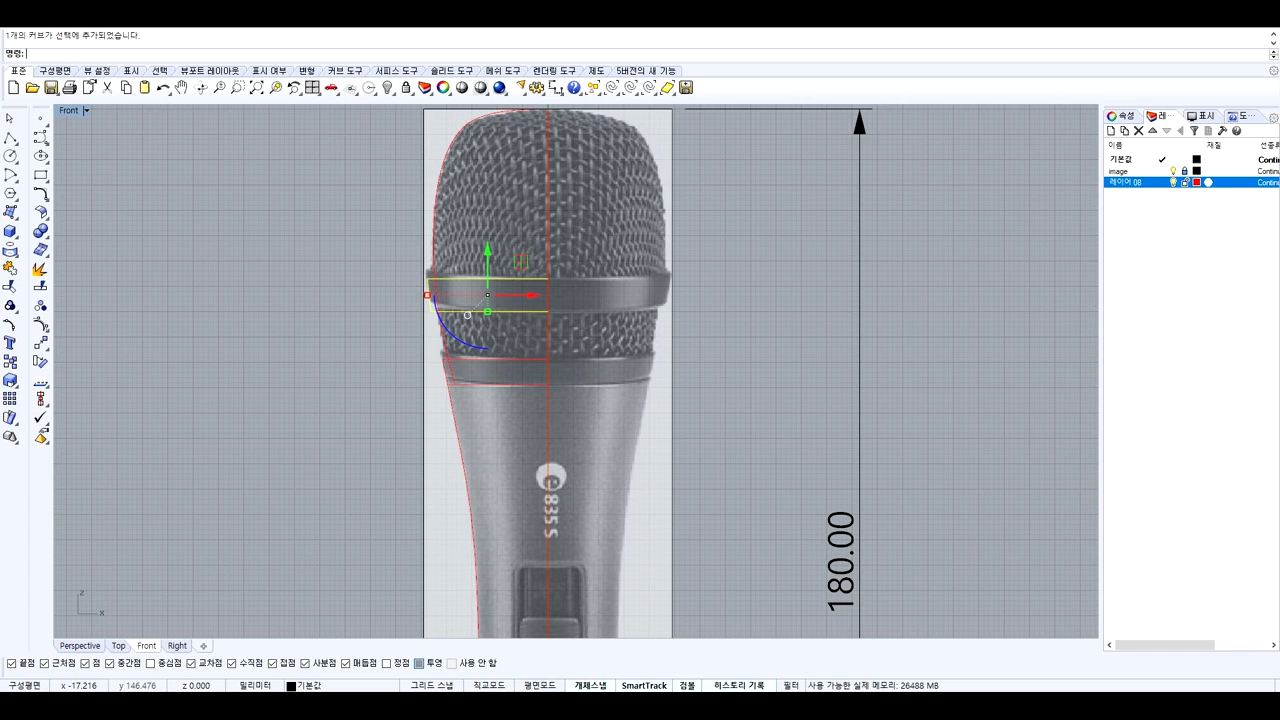 1개의 커브가 선택에 추가되었습니다.
명령:
표준 구성평면 뷰 설정 표시 선택 뷰포트 레이아웃 표시 여부 변형 커브 도구 서피스 도구 솔리드 도구 메쉬 도구 렌더링 도구 제도 5버전의 새 기능
Front
속성 레... 표시 도...
이름 재질 선종류
기본값 Contin
image Contin
레이어 08 Contin
835 S
180.00
z
x
Perspective Top Front Right
끝점 근처점 점 중간점 중심점 교차점 수직점 접점 사분점 매듭점 정점 투영 사용 안 함
구성평면 x -17.216 y 146.476 z 0.000 밀리미터 기본값 그리드 스냅 직교모드 평면모드 개체스냅 SmartTrack 검볼 히스토리 기록 필터 사용 가능한 실제 메모리: 26488 MB